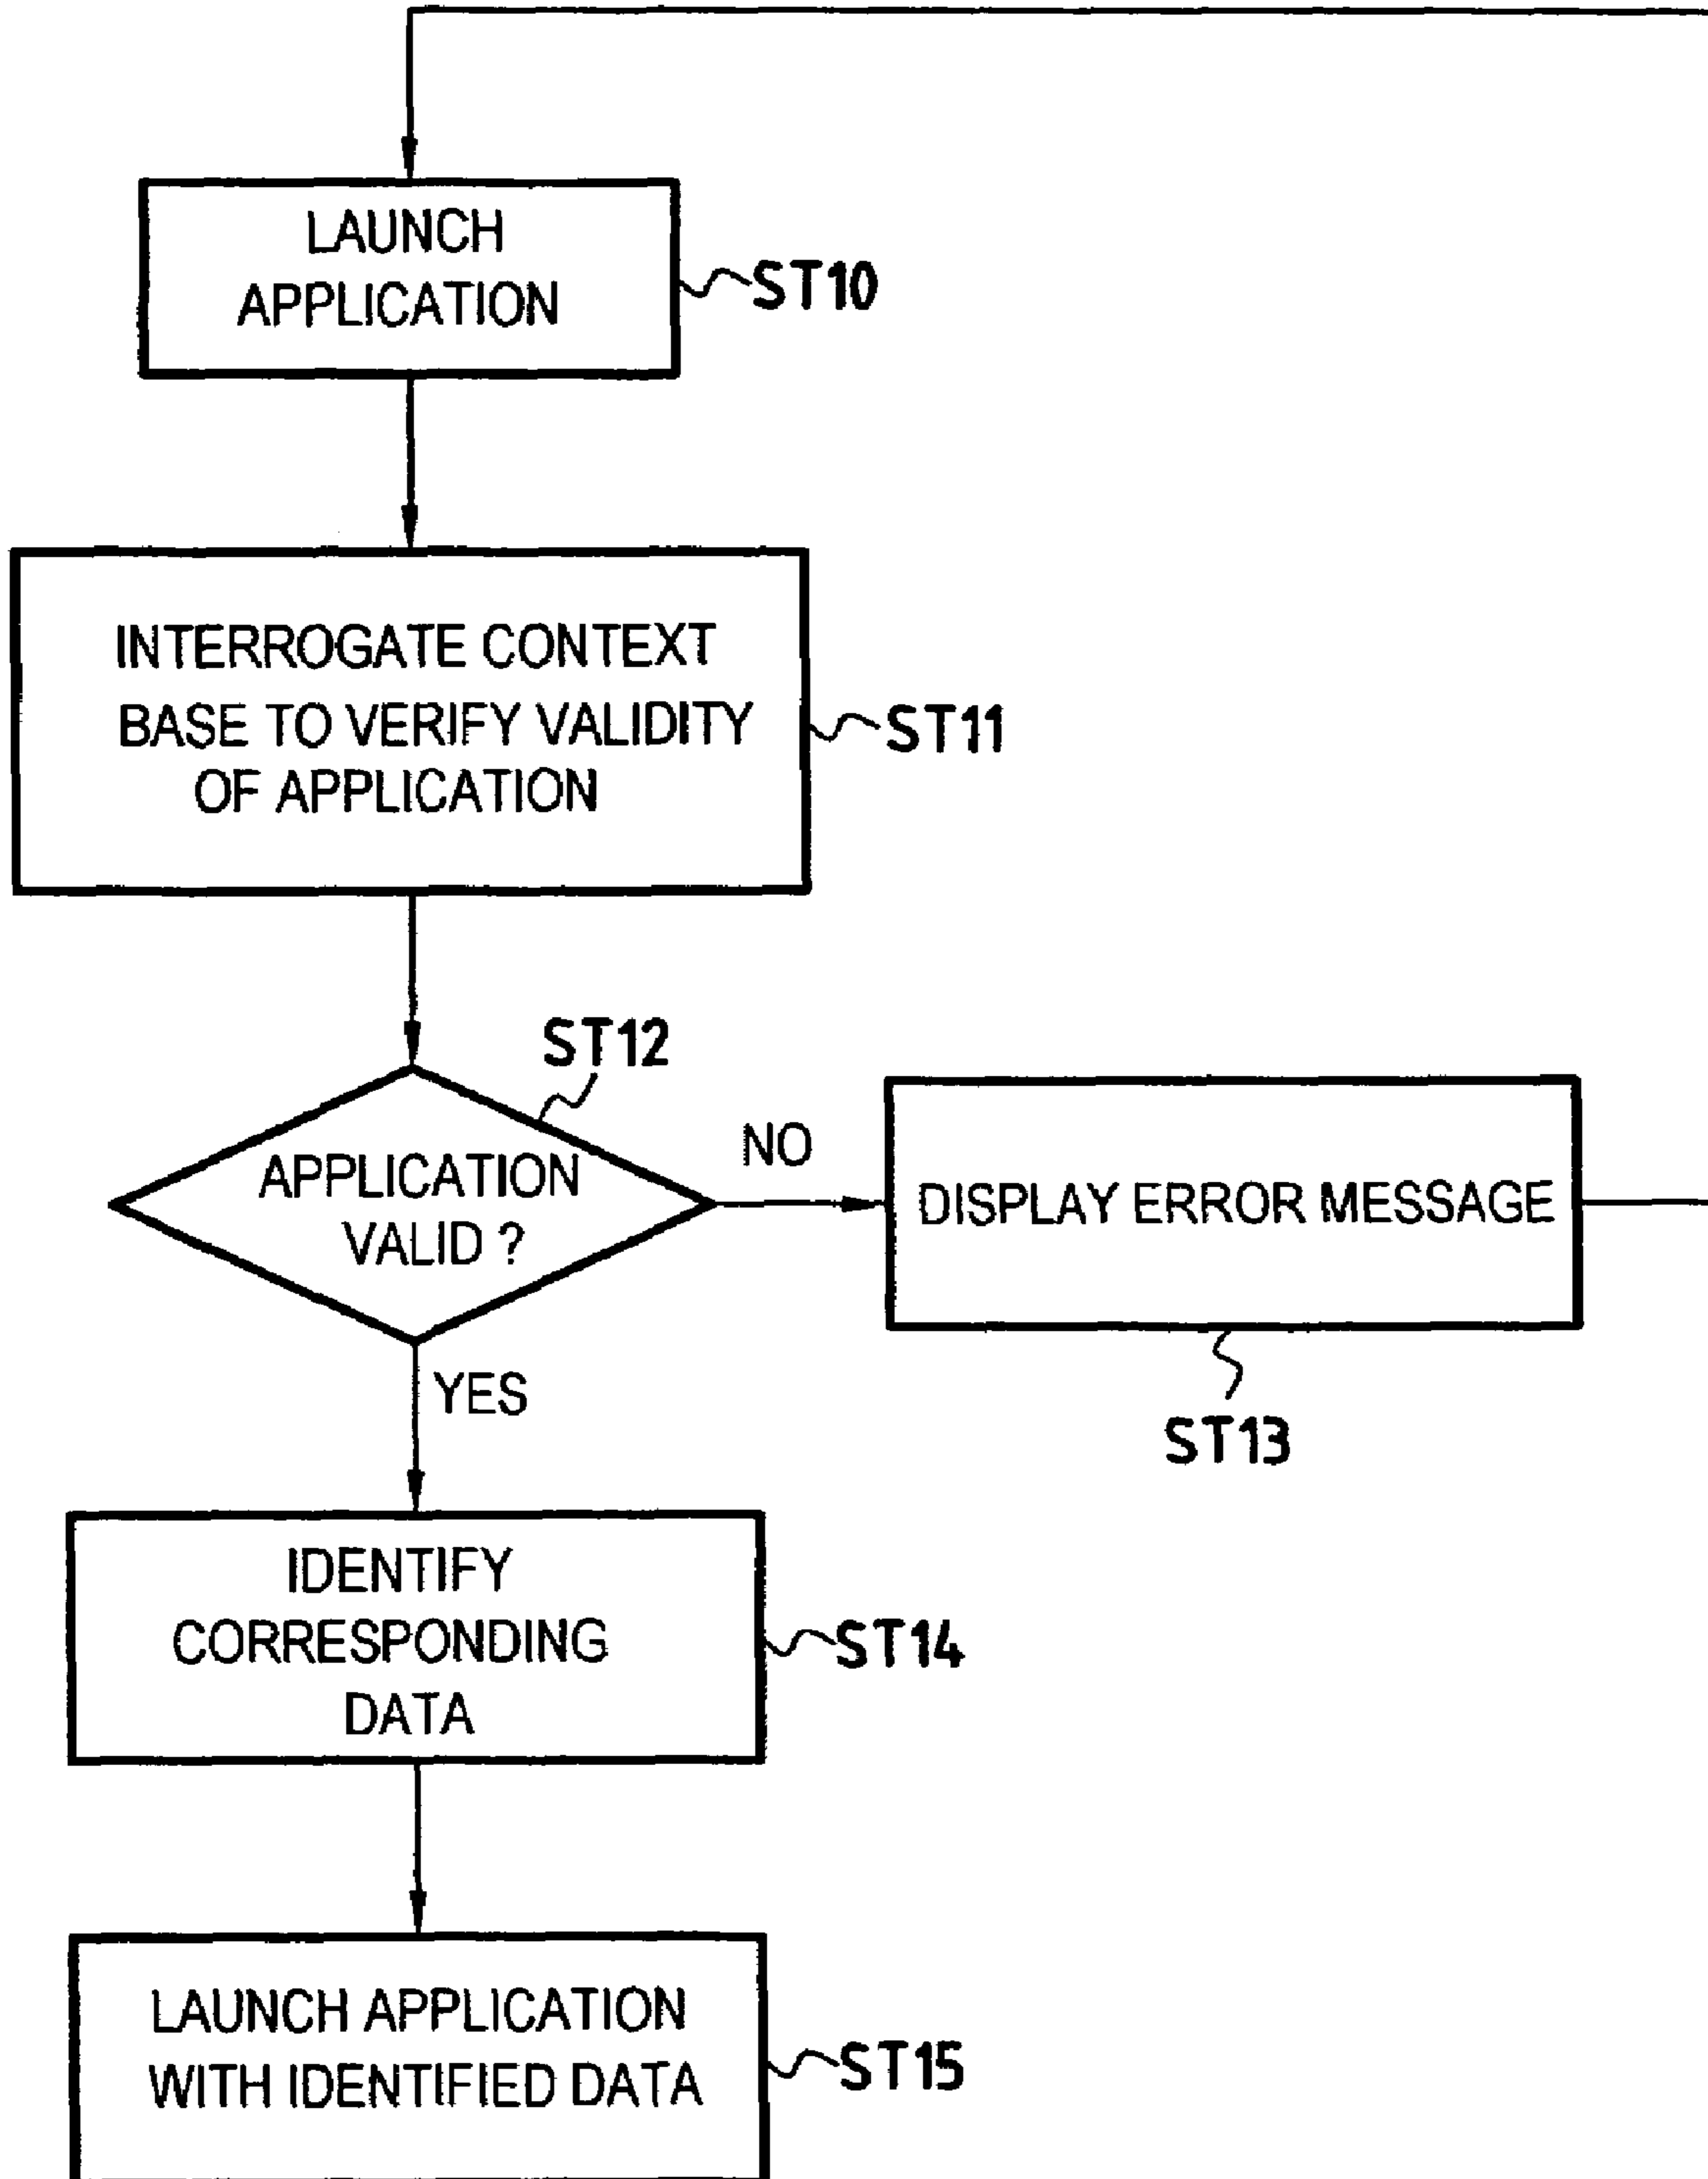 LAUNCH
APPLICATION
ST10
INTERROGATE CONTEXT
BASE TO VERIFY VALIDITY
OF APPLICATION
ST11
ST12
APPLICATION
VALID ?
NO
DISPLAY ERROR MESSAGE
ST13
YES
IDENTIFY
CORRESPONDING
DATA
ST14
LAUNCH APPLICATION
WITH IDENTIFIED DATA
ST15